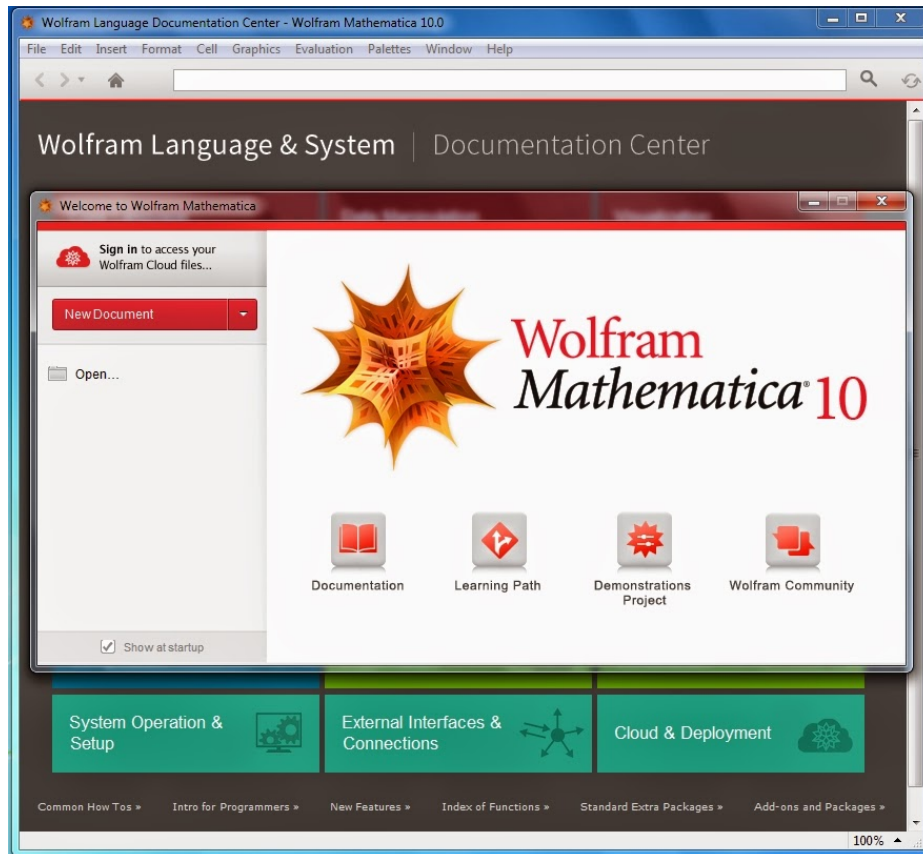 Wolfram Language Documentation Center - Wolfram Mathematica 10.0
File Edit Insert Format Cell Graphics Evaluation Palettes Window Help
Wolfram Language & System | Documentation Center
Welcome to Wolfram Mathematica
Sign in to access your
Wolfram Cloud files...
New Document
Open...
Wolfram
Mathematica® 10
Documentation
Learning Path
Demonstrations
Project
Wolfram Community
Show at startup
System Operation &
Setup
External Interfaces &
Connections
Cloud & Deployment
Common How Tos » Intro for Programmers » New Features » Index of Functions » Standard Extra Packages » Add-ons and Packages »
100%